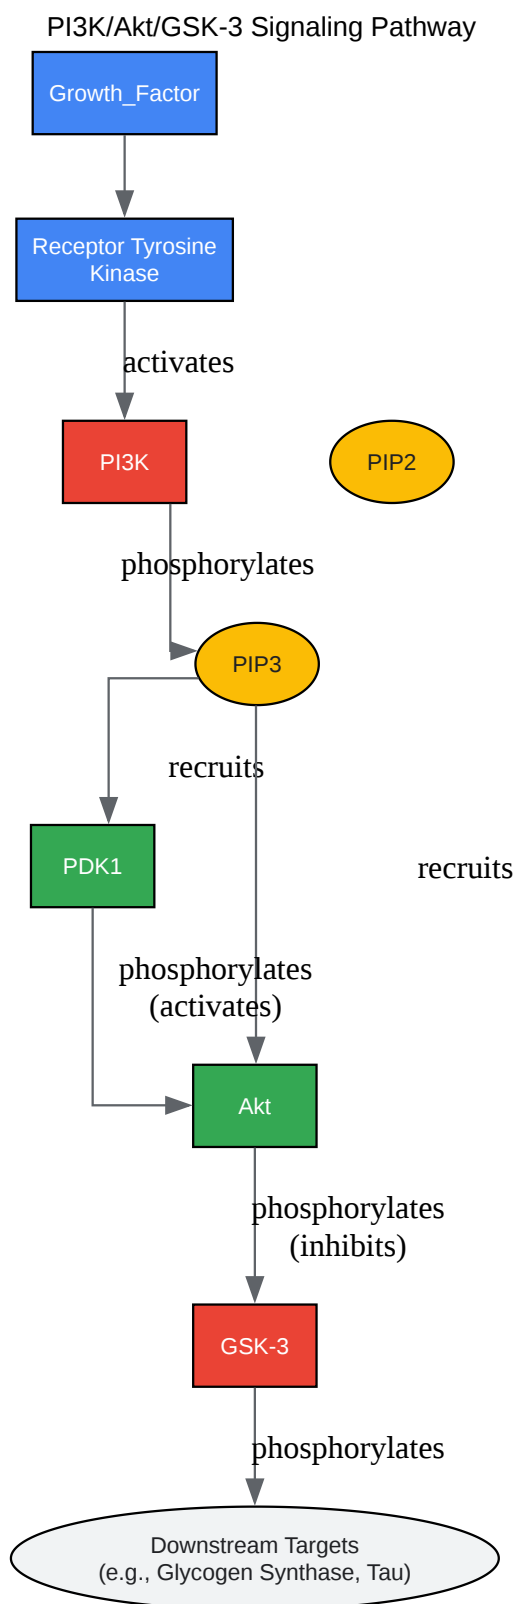 PI3K/Akt/GSK-3 Signaling Pathway
Growth_Factor
Receptor Tyrosine
Kinase
activates
PI3K
PIP2
phosphorylates
PIP3
recruits
PDK1
recruits
phosphorylates
(activates)
Akt
phosphorylates
(inhibits)
GSK-3
phosphorylates
Downstream Targets
(e.g., Glycogen Synthase, Tau)